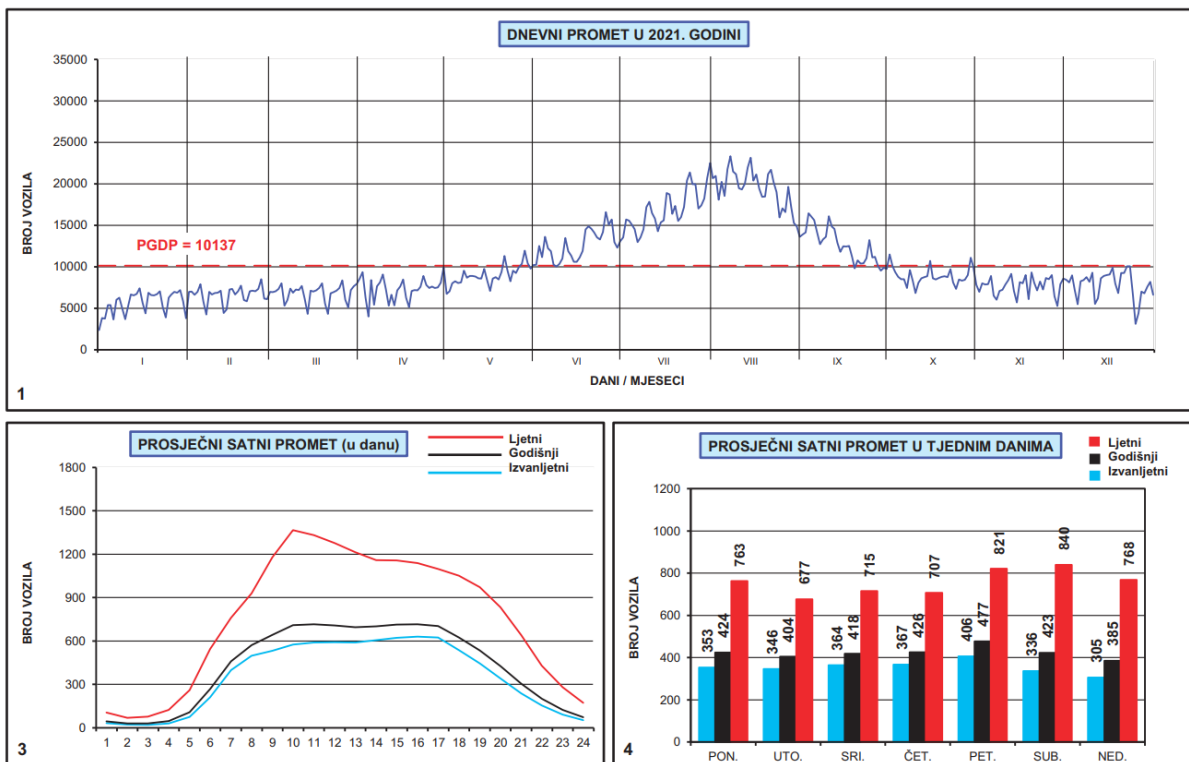 DNEVNI PROMET U 2021. GODINI
35000
30000
25000
20000
15000
10000
5000
0
BROJ VOZILA
PGDP = 10137
I II III IV V VI VII VIII IX X XI XII
DANI / MJESECI
1
PROSJEČNI SATNI PROMET (u danu)
Ljetni
Godišnji
Izvanljetni
1800
1500
1200
900
600
300
0
BROJ VOZILA
1 2 3 4 5 6 7 8 9 10 11 12 13 14 15 16 17 18 19 20 21 22 23 24
3
PROSJEČNI SATNI PROMET U TJEDNIM DANIMA
Ljetni
Godišnji
Izvanljetni
1200
1000
800
600
400
200
0
BROJ VOZILA
353 424 763 346 404 677 364 418 715 367 426 707 406 477 821 336 423 840 305 385 768
PON. UTO. SRI. ČET. PET. SUB. NED.
4